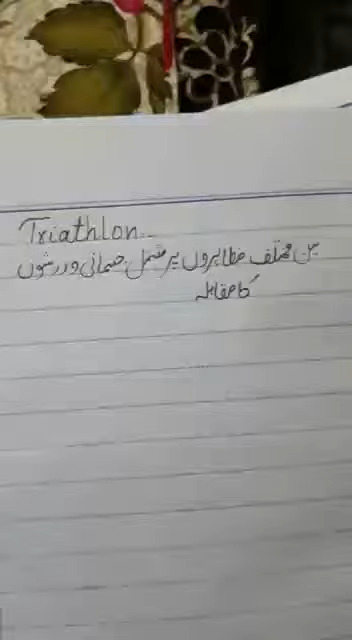 Triathlon..
تین مختلف مظاہروں پر مشتمل جسمانی ورزشوں
کا مقابلہ